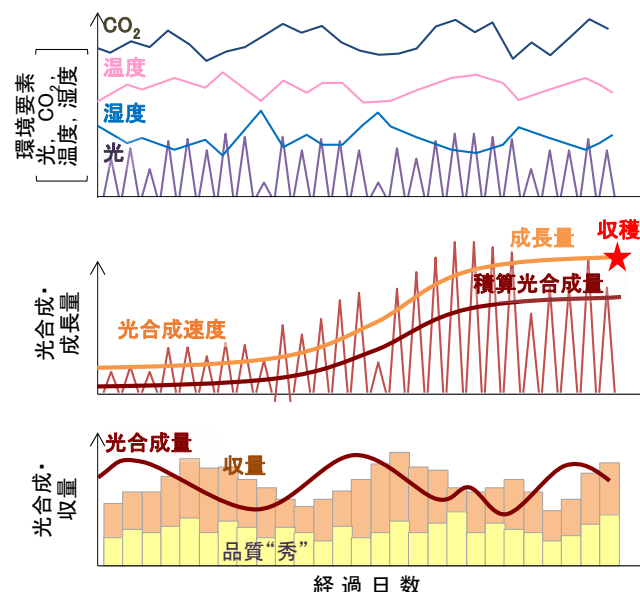 CO2
温度
湿度
光
環境要素
光, CO2,
温度, 湿度
収穫
成長量
積算光合成量
光合成速度
光合成・
成長量
光合成量
収量
品質“秀”
光合成・
収量
経過日数